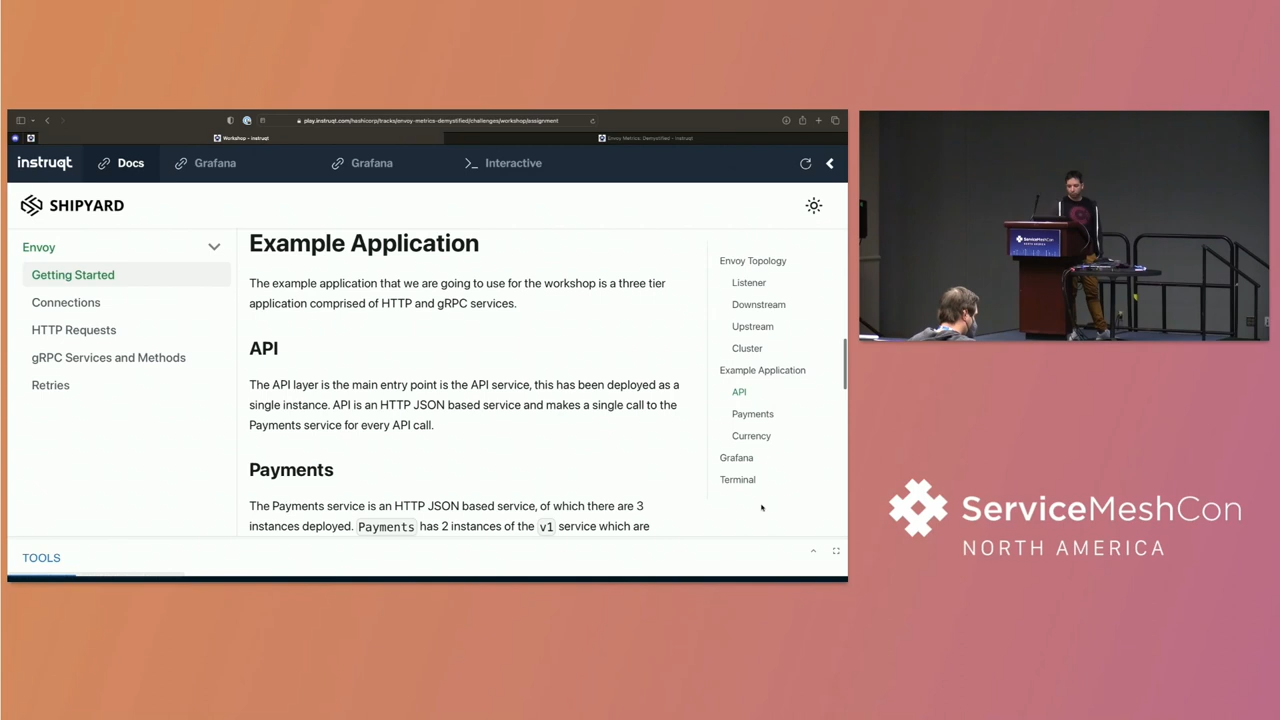 play.instruqt.com/hashicorp/tracks/envoy-metrics-demystified/challenges/workshop/assignment
Workshop - Instruqt
Envoy Metrics: Demystified - Instruqt
instruqt
Docs
Grafana
Grafana
Interactive
SHIPYARD
Envoy
Getting Started
Connections
HTTP Requests
gRPC Services and Methods
Retries
Example Application
The example application that we are going to use for the workshop is a three tier
application comprised of HTTP and gRPC services.
API
The API layer is the main entry point is the API service, this has been deployed as a
single instance. API is an HTTP JSON based service and makes a single call to the
Payments service for every API call.
Payments
The Payments service is an HTTP JSON based service, of which there are 3
instances deployed. Payments has 2 instances of the v1 service which are
Envoy Topology
Listener
Downstream
Upstream
Cluster
Example Application
API
Payments
Currency
Grafana
Terminal
TOOLS
ServiceMeshCon
NORTH AMERICA
ServiceMeshCon
NORTH AMERICA